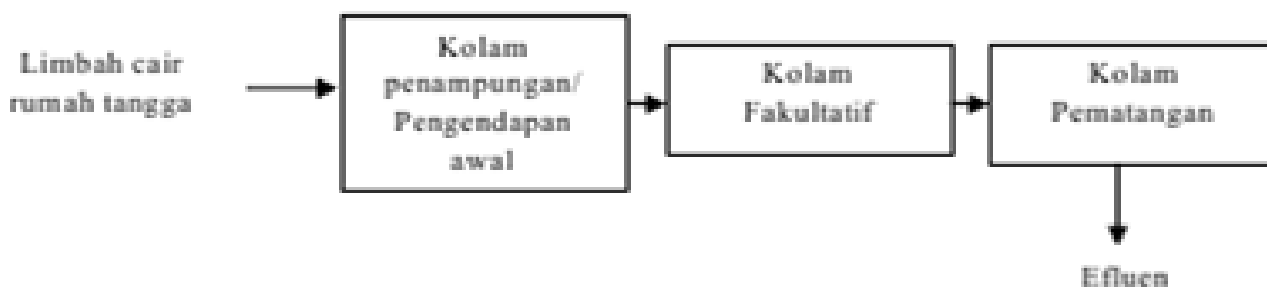 Limbah cair
rumah tangga
Kolam
penampungan/
Pengendapan
awal
Kolam
Fakultatif
Kolam
Pematangan
Efluen